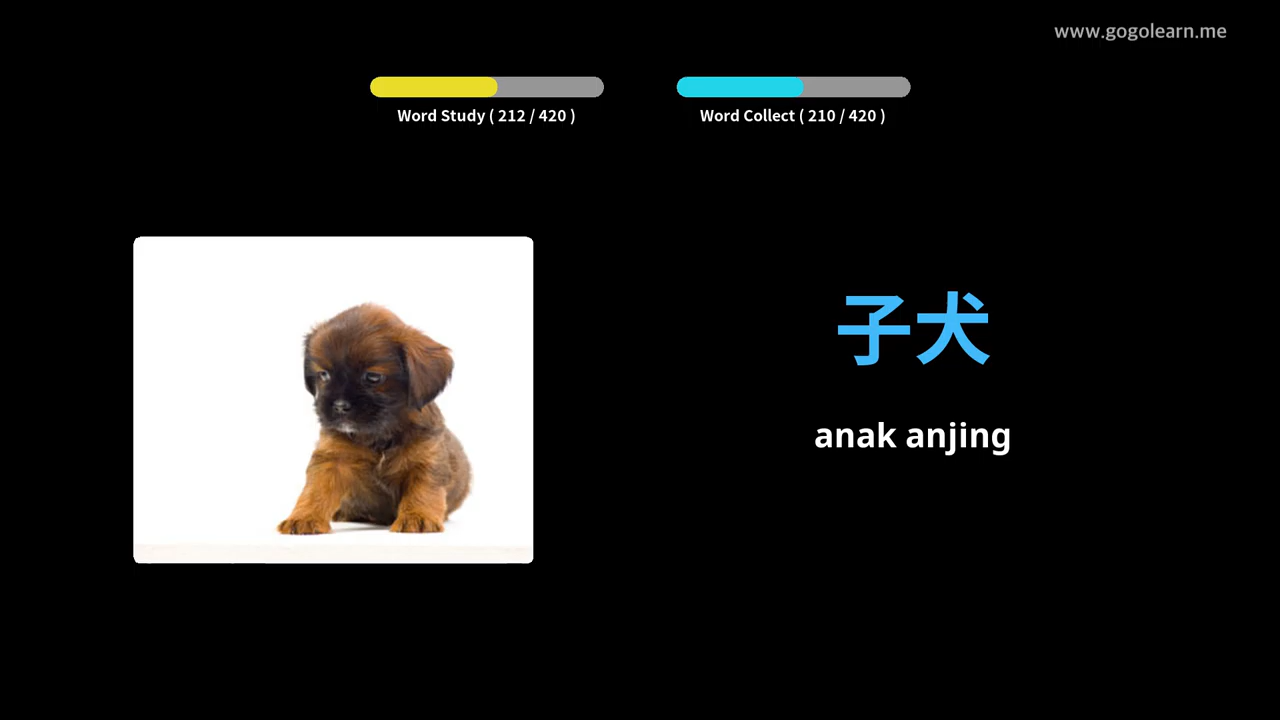 www.gogolearn.me
Word Study ( 212 / 420 )
Word Collect ( 210 / 420 )
子犬
anak anjing